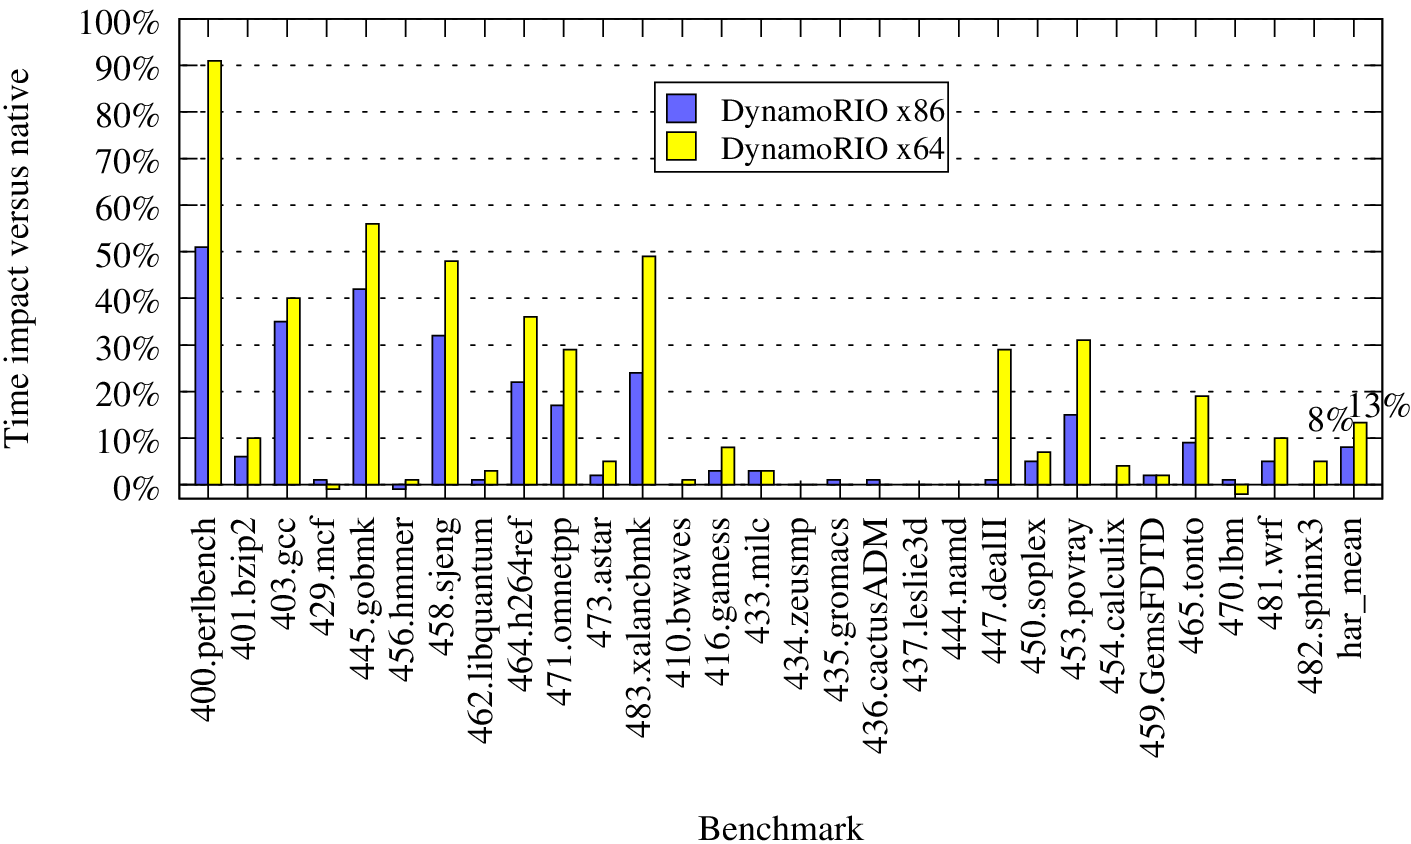 Time impact versus native
100%
90%
80%
70%
60%
50%
40%
30%
20%
10%
0%
DynamoRIO x86
DynamoRIO x64
8%
13%
400.perlbench
401.bzip2
403.gcc
429.mcf
445.gobmk
456.hmmer
458.sjeng
462.libquantum
464.h264ref
471.omnetpp
473.astar
483.xalancbmk
410.bwaves
416.gamess
433.milc
434.zeusmp
435.gromacs
436.cactusADM
437.leslie3d
444.namd
447.dealII
450.soplex
453.povray
454.calculix
459.GemsFDTD
465.tonto
470.lbm
481.wrf
482.sphinx3
har_mean
Benchmark